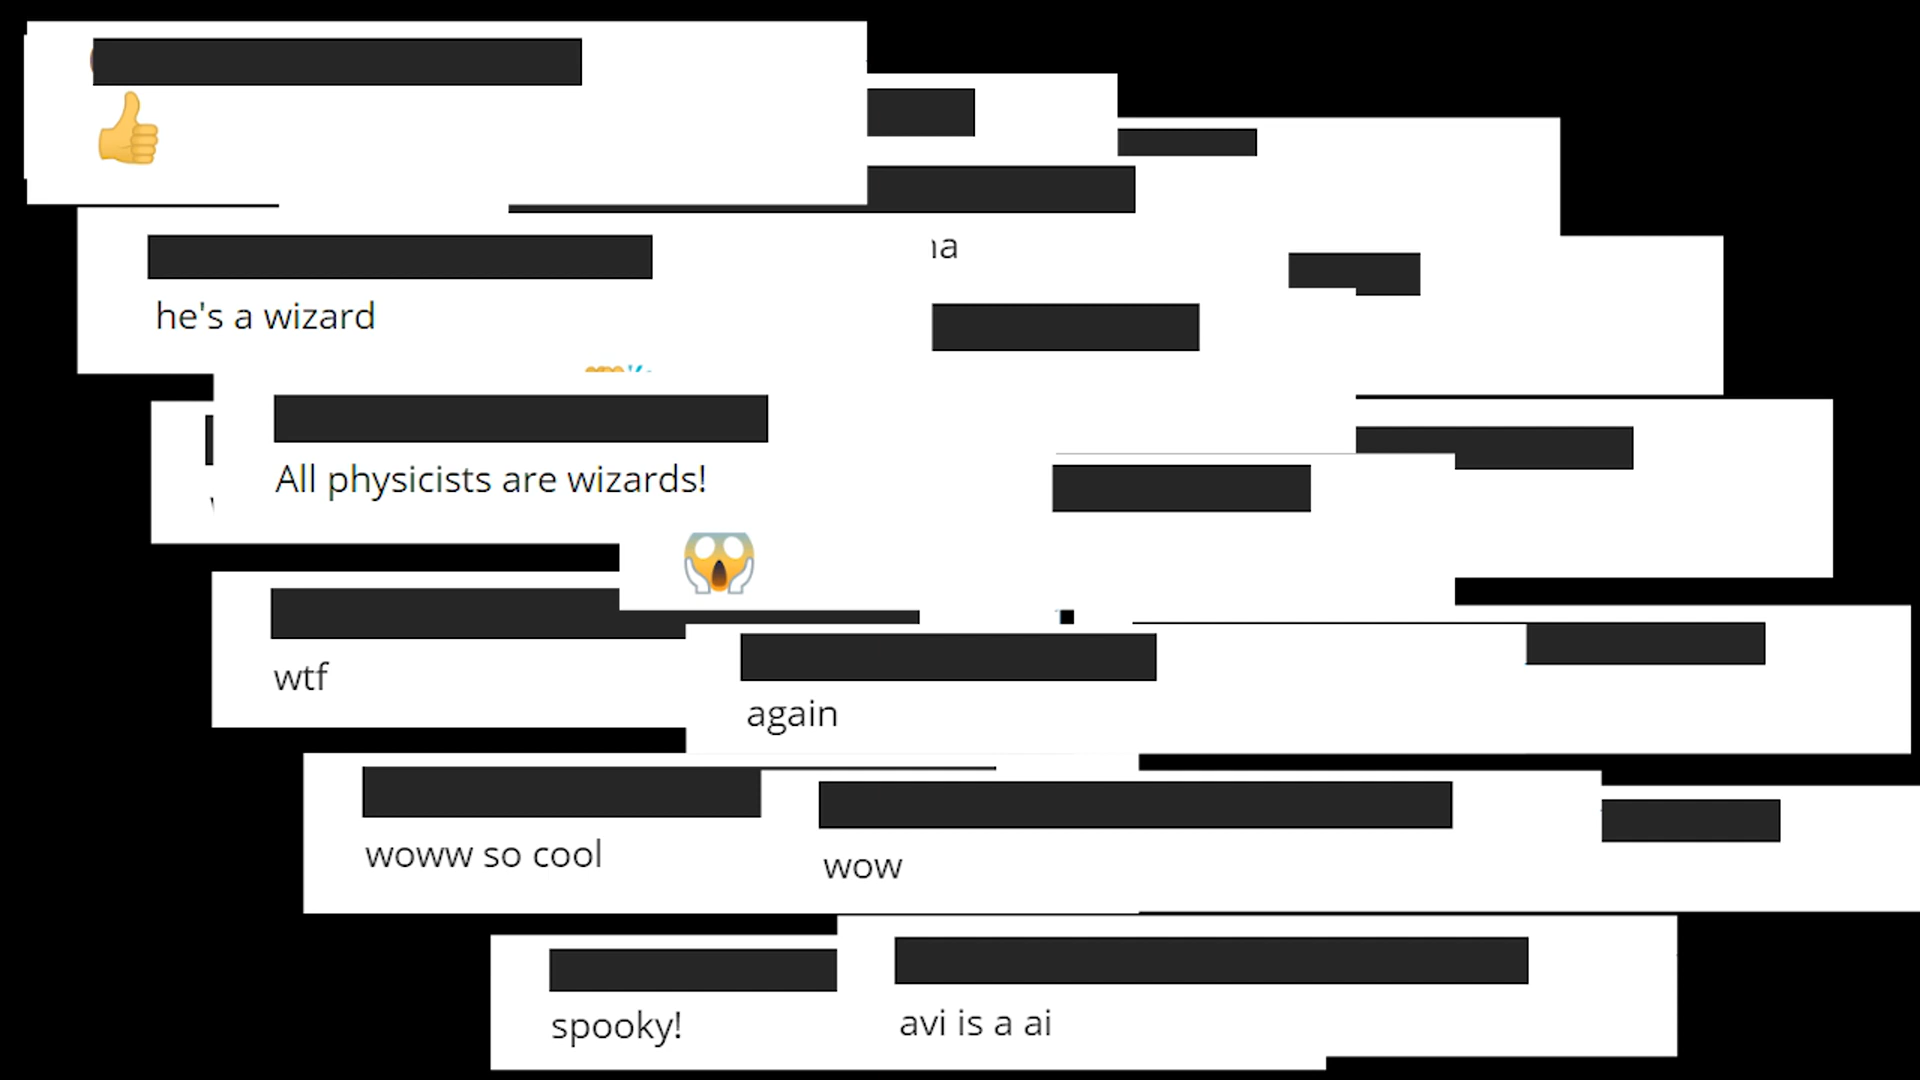 he's a wizard
All physicists are wizards!
wtf
again
woww so cool
wow
spooky!
avi is a ai